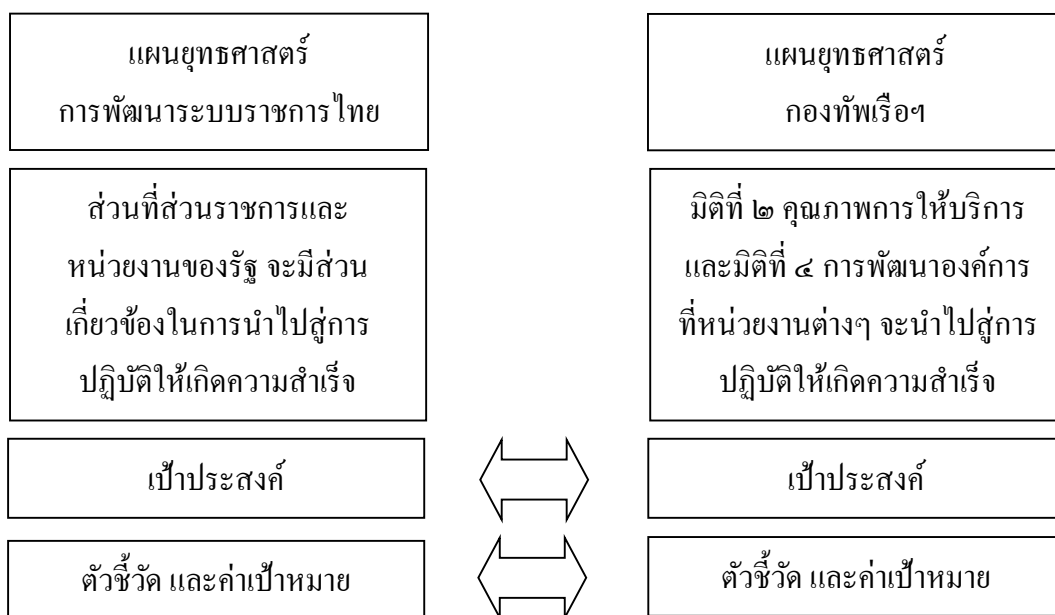 แผนยุทธศาสตร์
การพัฒนาระบบราชการไทย
แผนยุทธศาสตร์
กองทัพเรือฯ
ส่วนที่ส่วนราชการและ
หน่วยงานของรัฐ จะมีส่วน
เกี่ยวข้องในการนำไปสู่การ
ปฏิบัติให้เกิดความสำเร็จ
มิติที่ ๒ คุณภาพการให้บริการ
และมิติที่ ๔ การพัฒนาองค์การ
ที่หน่วยงานต่างๆ จะนำไปสู่การ
ปฏิบัติให้เกิดความสำเร็จ
เป้าประสงค์
เป้าประสงค์
ตัวชี้วัด และค่าเป้าหมาย
ตัวชี้วัด และค่าเป้าหมาย